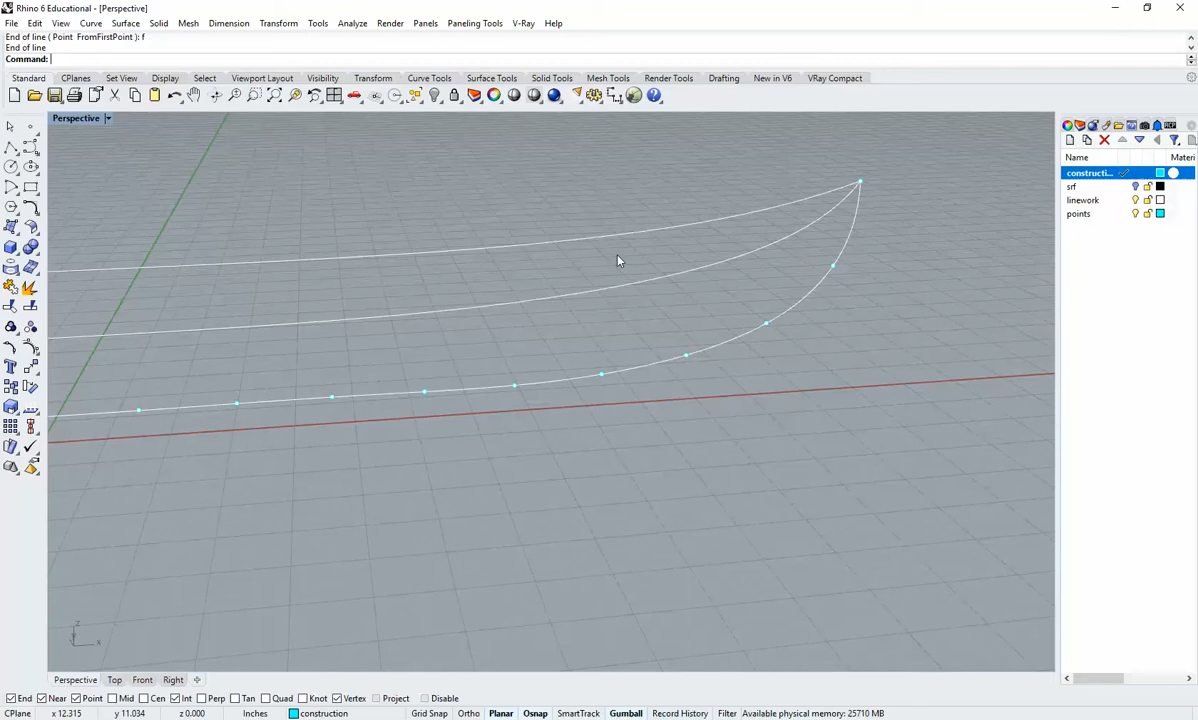 Rhino 6 Educational - [Perspective]
File Edit View Curve Surface Solid Mesh Dimension Transform Tools Analyze Render Panels Paneling Tools V-Ray Help
End of line ( Point FromFirstPoint ): f
End of line
Command:
Standard CPlanes Set View Display Select Viewport Layout Visibility Transform Curve Tools Surface Tools Solid Tools Mesh Tools Render Tools Drafting New in V6 VRay Compact
Perspective
Name Materi
constructi...
srf
linework
points
z
x
Perspective Top Front Right
End Near Point Mid Cen Int Perp Tan Quad Knot Vertex Project Disable
CPlane x 12.315 y 11.034 z 0.000 Inches construction Grid Snap Ortho Planar Osnap SmartTrack Gumball Record History Filter Available physical memory: 25710 MB